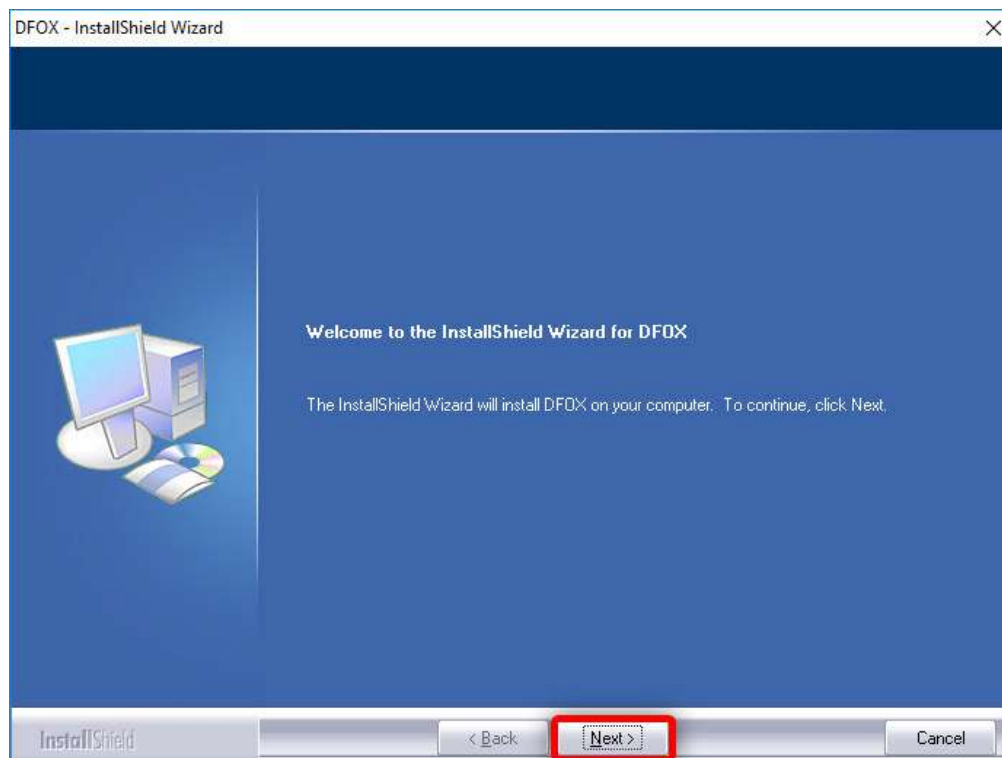 DFOX - InstallShield Wizard
Welcome to the InstallShield Wizard for DFOX
The InstallShield Wizard will install DFOX on your computer. To continue, click Next.
InstallShield
< Back
Next >
Cancel